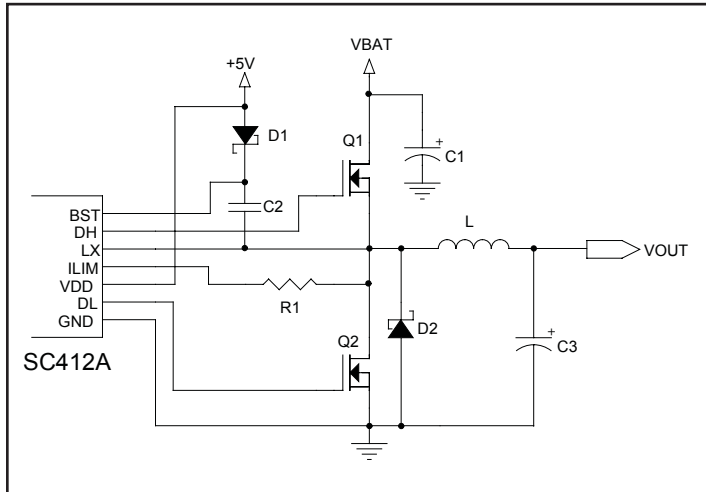 VBAT
+5V
D1
Q1
+
C1
C2
BST
DH
LX
ILIM
VDD
DL
GND
L
VOUT
R1
D2
+
C3
Q2
SC412A